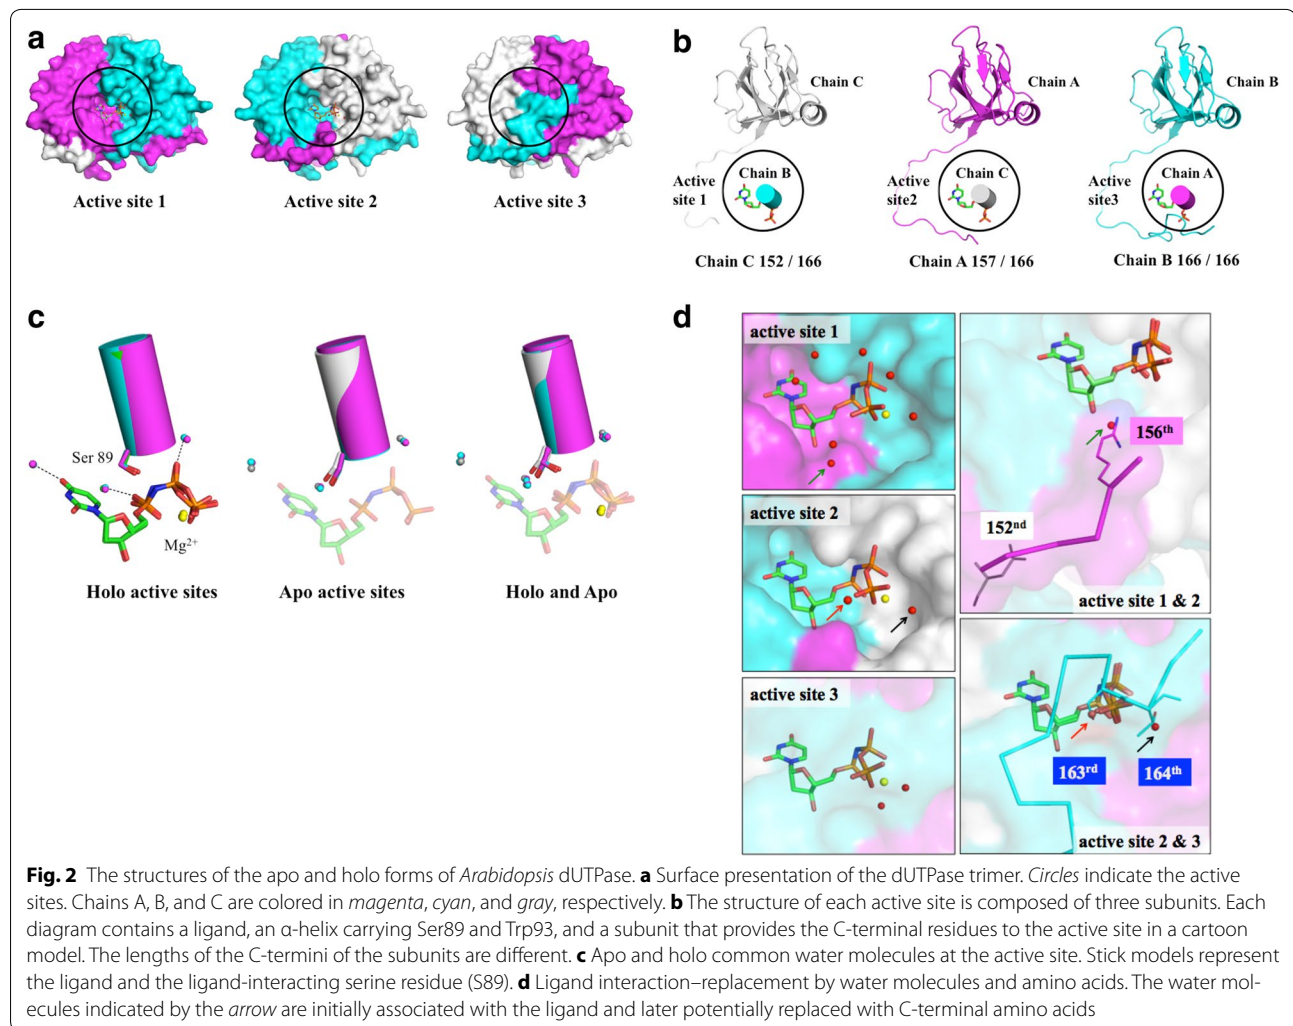 a
Active site 1
Active site 2
Active site 3
b
Chain C
Active
site 1
Chain B
Chain C 152 / 166
Chain A
Active
site2
Chain C
Chain A 157 / 166
Chain B
Active
site3
Chain A
Chain B 166 / 166
c
Ser 89
Mg²⁺
Holo active sites
Apo active sites
Holo and Apo
d
active site 1
active site 2
active site 3
156ᵗʰ
152ⁿᵈ
active site 1 & 2
163ʳᵈ
164ᵗʰ
active site 2 & 3
Fig. 2 The structures of the apo and holo forms of Arabidopsis dUTPase. a Surface presentation of the dUTPase trimer. Circles indicate the active
sites. Chains A, B, and C are colored in magenta, cyan, and gray, respectively. b The structure of each active site is composed of three subunits. Each
diagram contains a ligand, an α-helix carrying Ser89 and Trp93, and a subunit that provides the C-terminal residues to the active site in a cartoon
model. The lengths of the C-termini of the subunits are different. c Apo and holo common water molecules at the active site. Stick models represent
the ligand and the ligand-interacting serine residue (S89). d Ligand interaction–replacement by water molecules and amino acids. The water mol-
ecules indicated by the arrow are initially associated with the ligand and later potentially replaced with C-terminal amino acids